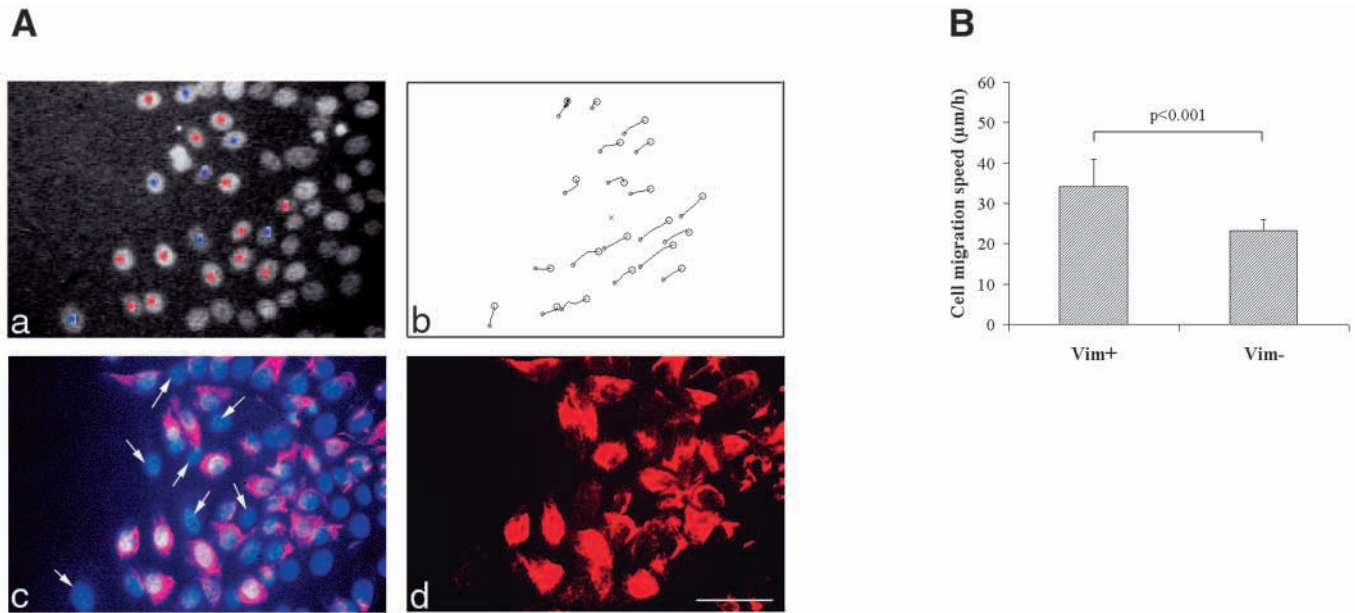 A
B
a
b
c
d
60
50
40
30
20
10
0
Cell migration speed (µm/h)
p<0.001
Vim+
Vim-